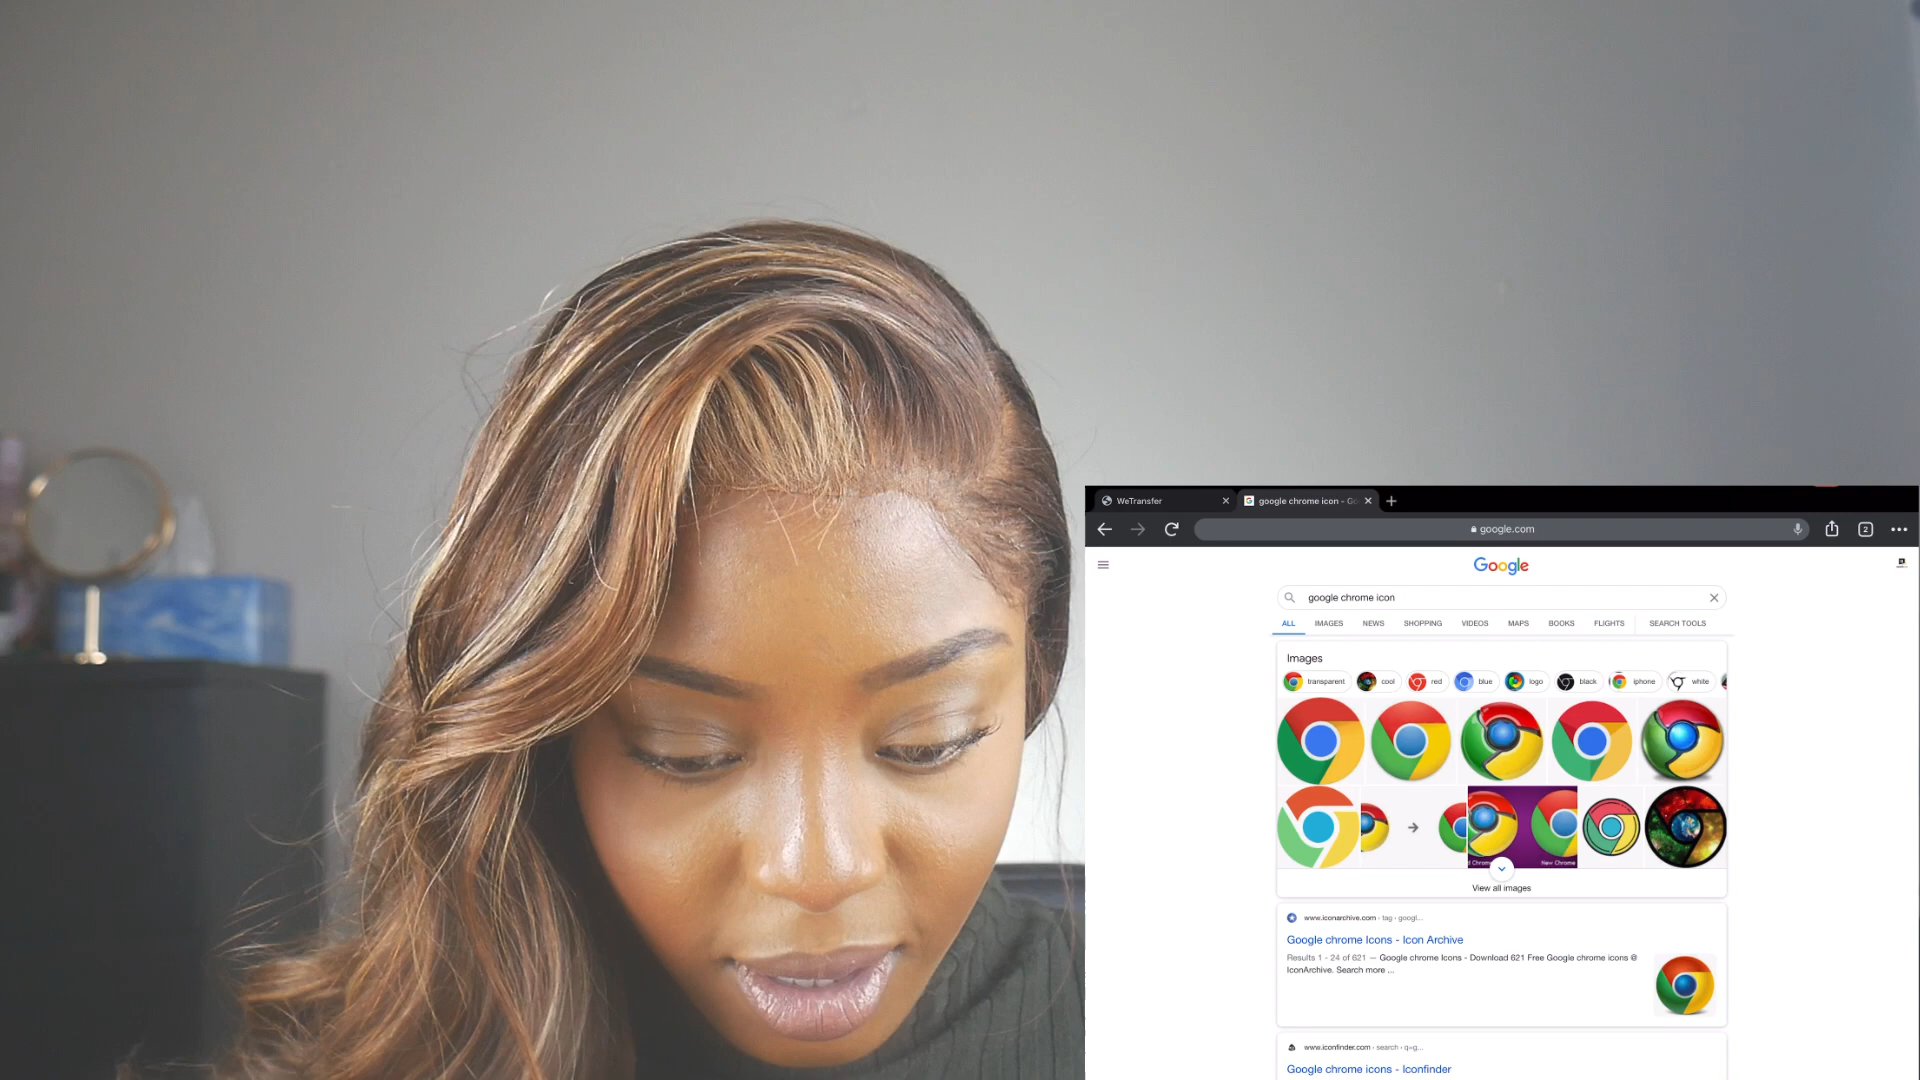 WeTransfer
google chrome icon - Go
google.com
2
Google
google chrome icon
ALL IMAGES NEWS SHOPPING VIDEOS MAPS BOOKS FLIGHTS SEARCH TOOLS
Images
transparent cool red blue logo black iphone white
New Chrome
View all images
www.iconarchive.com › tag › googl...
Google chrome Icons - Icon Archive
Results 1 - 24 of 621 — Google chrome Icons - Download 621 Free Google chrome icons @
IconArchive. Search more ...
www.iconfinder.com › search › q=g...
Google chrome icons - Iconfinder